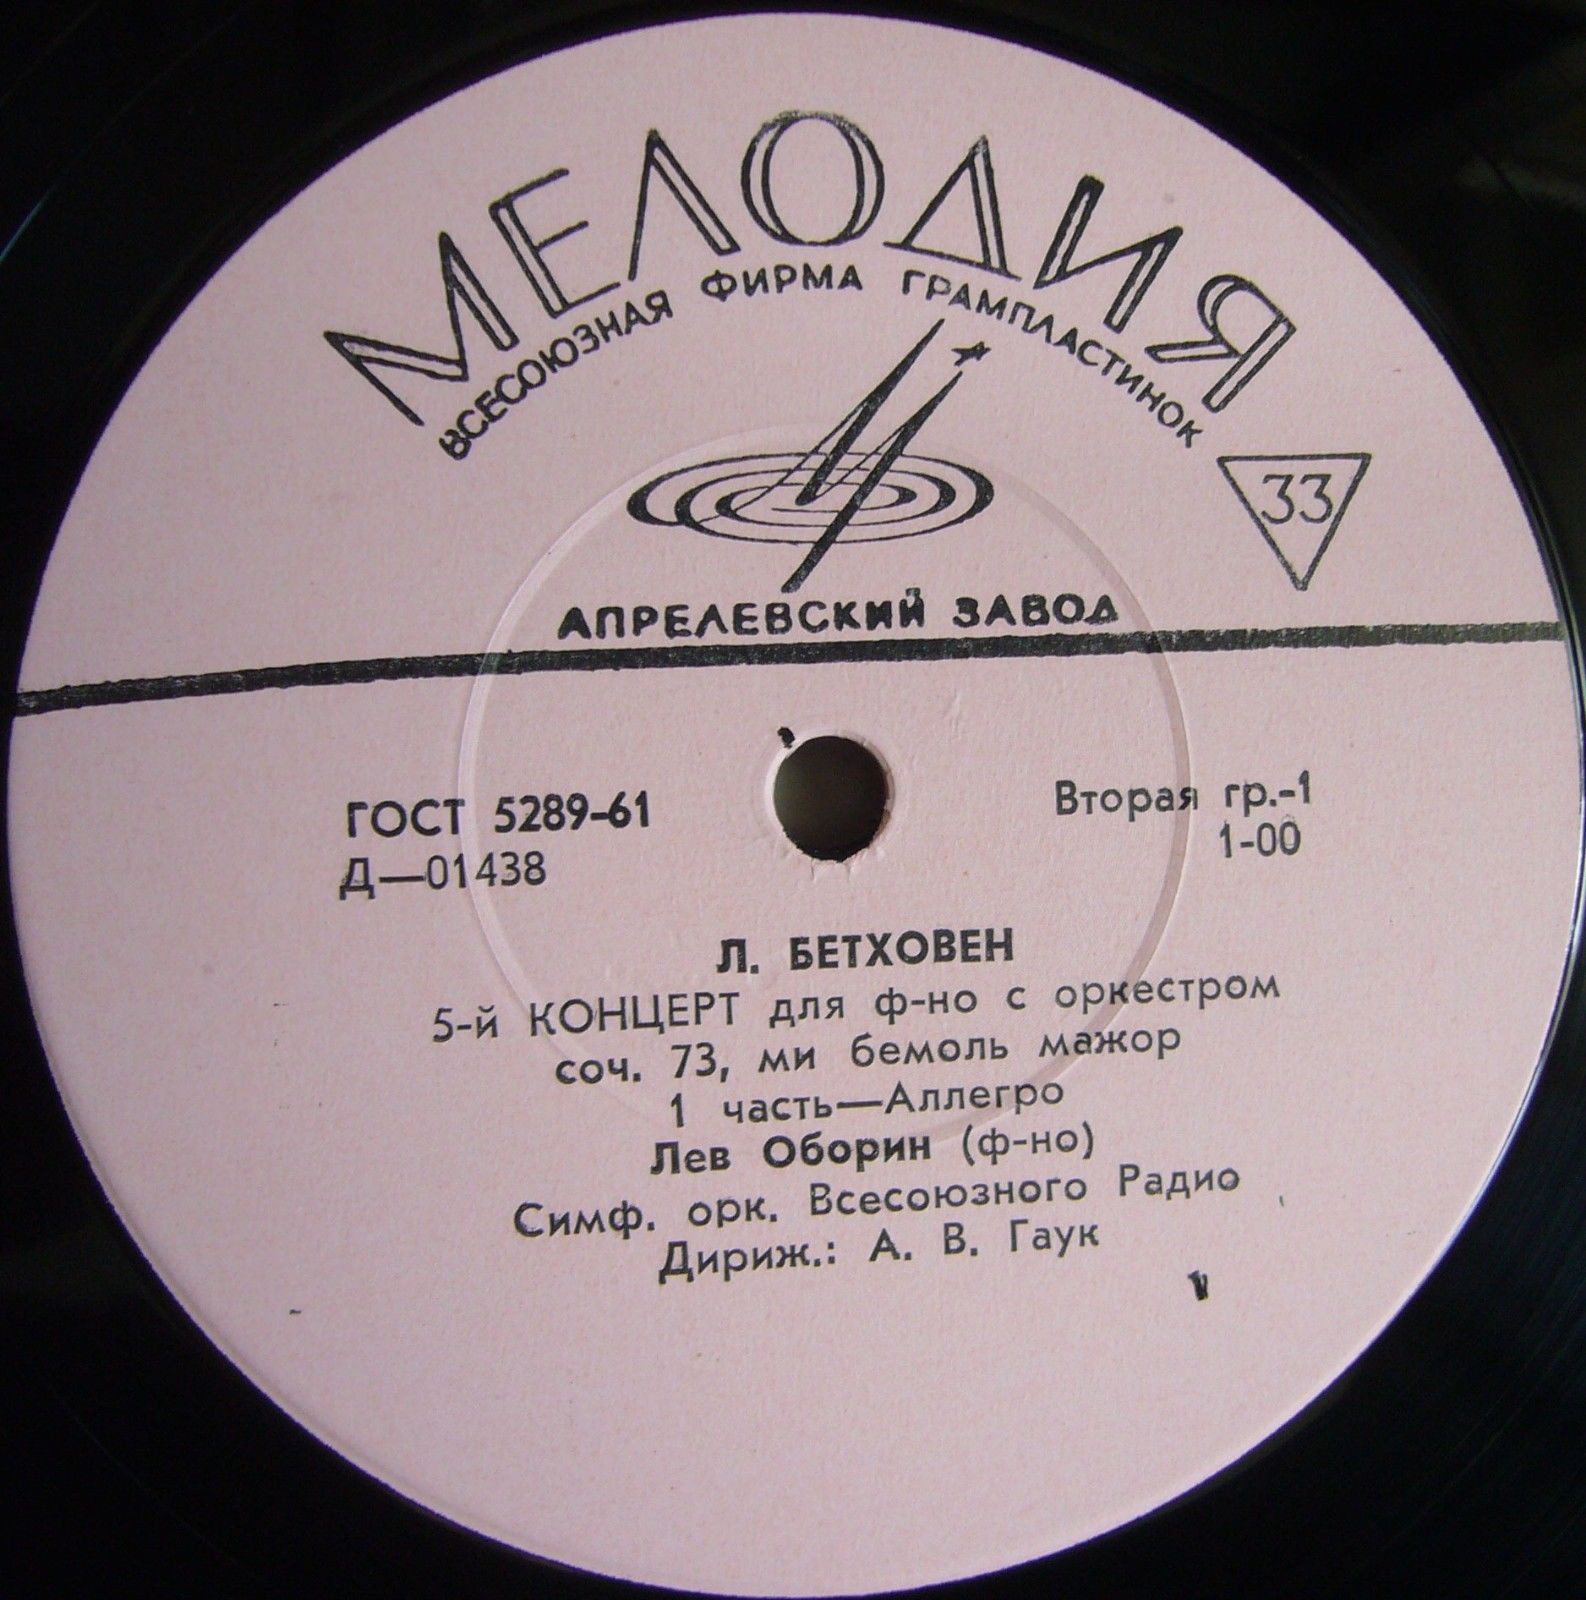 МЕЛОДИЯ
ВСЕСОЮЗНАЯ ФИРМА ГРАМПЛАСТИНОК
33
АПРЕЛЕВСКИЙ ЗАВОД
ГОСТ 5289-61
Д—01438
Вторая гр.-1
1-00
Л. БЕТХОВЕН
5-й КОНЦЕРТ для ф-но с оркестром
соч. 73, ми бемоль мажор
1 часть—Аллегро
Лев Оборин (ф-но)
Симф. орк. Всесоюзного Радио
Дириж.: А. В. Гаук